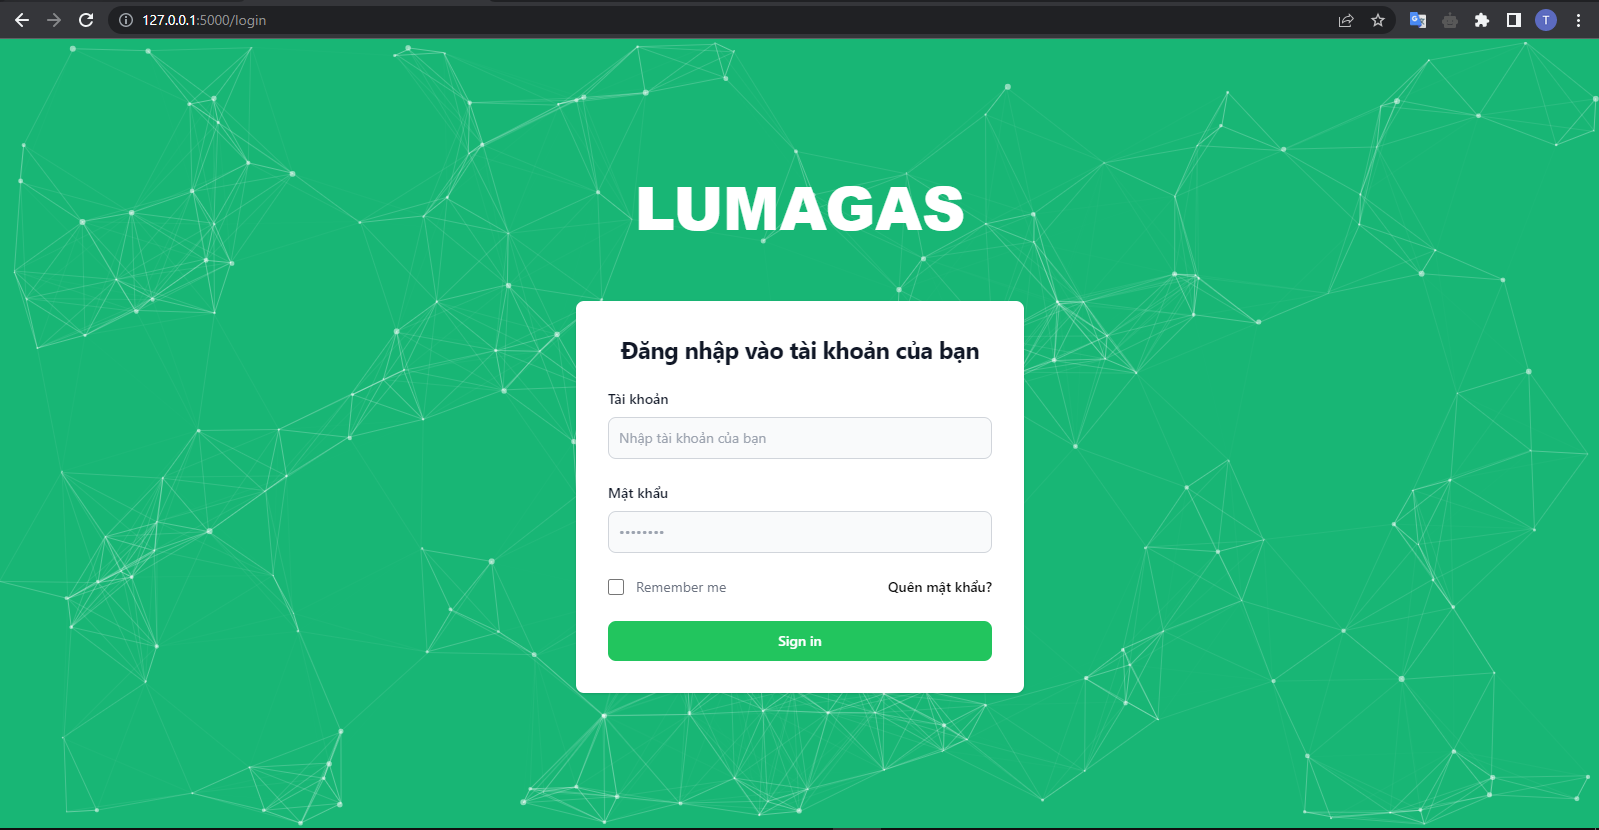 127.0.0.1:5000/login
T
LUMAGAS
Đăng nhập vào tài khoản của bạn
Tài khoản
Nhập tài khoản của bạn
Mật khẩu
••••••••
Remember me
Quên mật khẩu?
Sign in